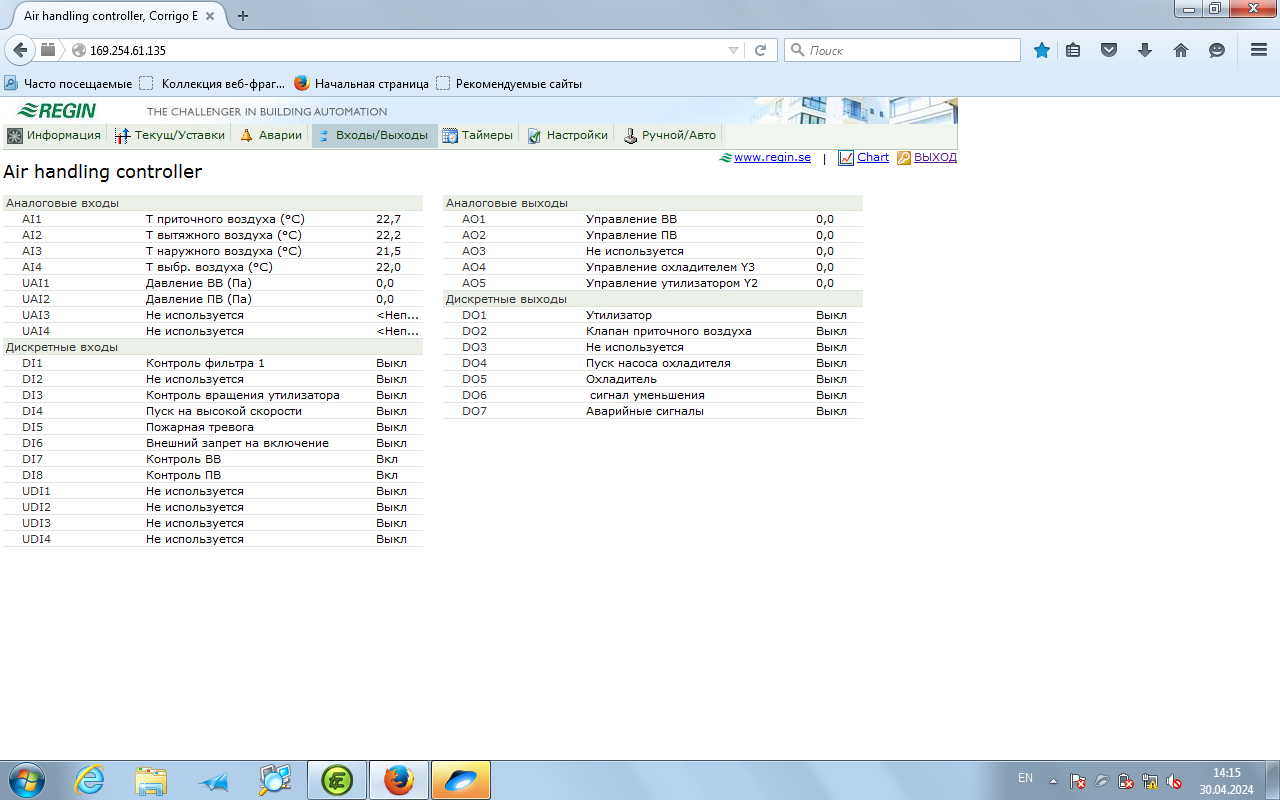 Air handling controller, Corrigo E
169.254.61.135
Поиск
Часто посещаемые Коллекция веб-фраг... Начальная страница Рекомендуемые сайты
REGIN THE CHALLENGER IN BUILDING AUTOMATION
Информация Текущ/Уставки Аварии Входы/Выходы Таймеры Настройки Ручной/Авто
www.regin.se | Chart ВЫХОД
Air handling controller
Аналоговые входы
AI1 Т приточного воздуха (°C) 22,7
AI2 Т вытяжного воздуха (°C) 22,2
AI3 Т наружного воздуха (°C) 21,5
AI4 Т выбр. воздуха (°C) 22,0
UAI1 Давление ВВ (Па) 0,0
UAI2 Давление ПВ (Па) 0,0
UAI3 Не используется <Неп...
UAI4 Не используется <Неп...
Дискретные входы
DI1 Контроль фильтра 1 Выкл
DI2 Не используется Выкл
DI3 Контроль вращения утилизатора Выкл
DI4 Пуск на высокой скорости Выкл
DI5 Пожарная тревога Выкл
DI6 Внешний запрет на включение Выкл
DI7 Контроль ВВ Вкл
DI8 Контроль ПВ Вкл
UDI1 Не используется Выкл
UDI2 Не используется Выкл
UDI3 Не используется Выкл
UDI4 Не используется Выкл
Аналоговые выходы
AO1 Управление ВВ 0,0
AO2 Управление ПВ 0,0
AO3 Не используется 0,0
AO4 Управление охладителем Y3 0,0
AO5 Управление утилизатором Y2 0,0
Дискретные выходы
DO1 Утилизатор Выкл
DO2 Клапан приточного воздуха Выкл
DO3 Не используется Выкл
DO4 Пуск насоса охладителя Выкл
DO5 Охладитель Выкл
DO6 сигнал уменьшения Выкл
DO7 Аварийные сигналы Выкл
EN
14:15
30.04.2024